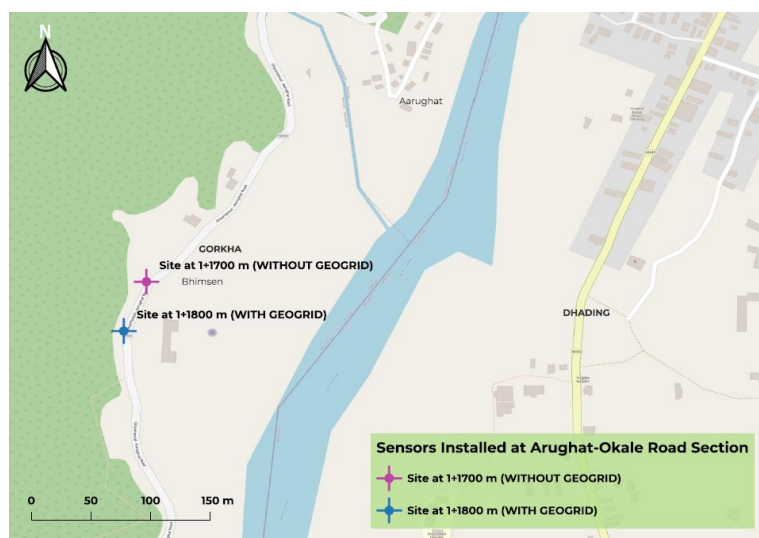 N
Aarughat
GORKHA
Site at 1+1700 m (WITHOUT GEOGRID)
Bhimsen
Site at 1+1800 m (WITH GEOGRID)
DHADING
Sensors Installed at Arughat-Okale Road Section
Site at 1+1700 m (WITHOUT GEOGRID)
Site at 1+1800 m (WITH GEOGRID)
0 50 100 150 m